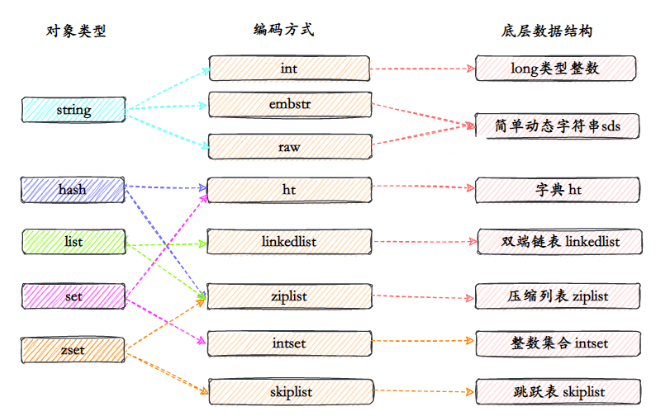 对象类型 编码方式 底层数据结构
int long类型整数
string embstr 简单动态字符串sds
raw
hash ht 字典 ht
list linkedlist 双端链表 linkedlist
set ziplist 压缩列表 ziplist
zset intset 整数集合 intset
skiplist 跳跃表 skiplist